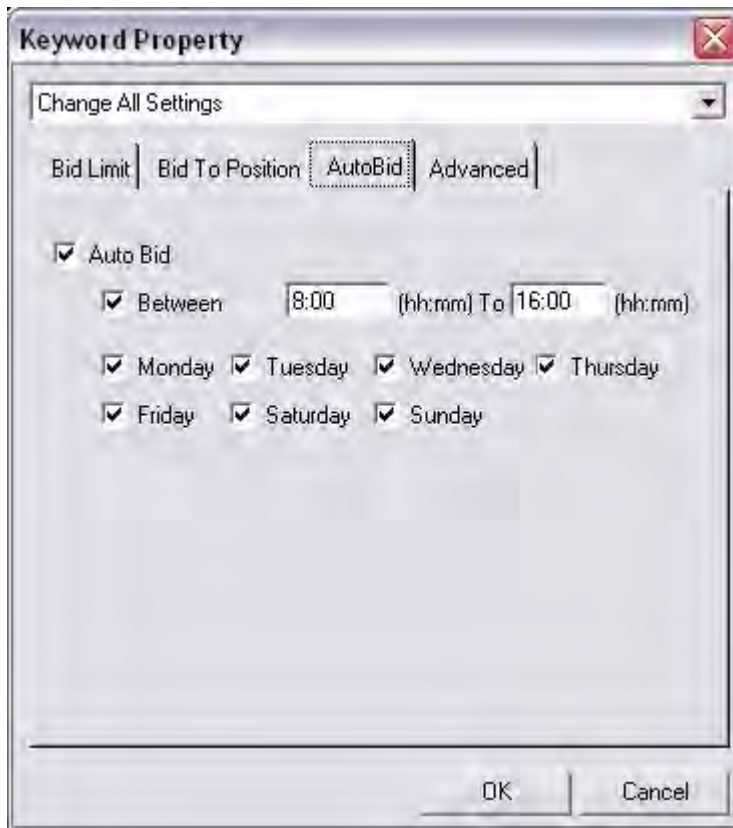 Keyword Property
Change All Settings
Bid Limit Bid To Position AutoBid Advanced
Auto Bid
Between 8:00 (hh:mm) To 16:00 (hh:mm)
Monday Tuesday Wednesday Thursday
Friday Saturday Sunday
OK Cancel